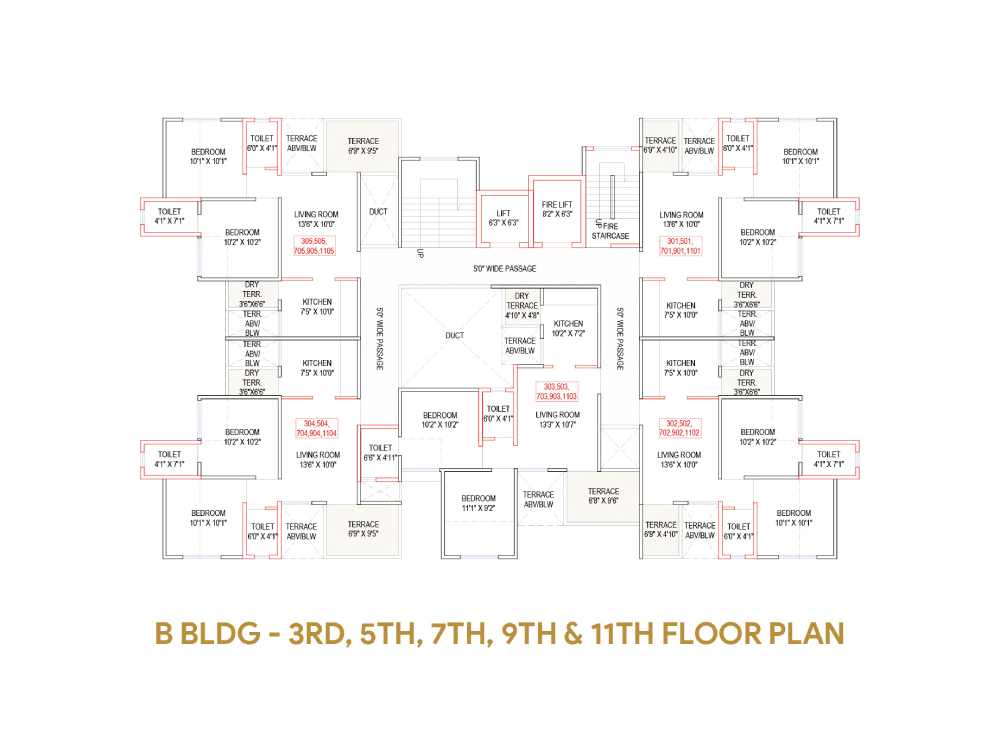 TOILET
6'0" X 4'1"
TERRACE
ABV/BLW
TERRACE
6'9" X 9'5"
BEDROOM
10'1" X 10'1"
TERRACE
6'9" X 4'10"
TERRACE
ABV/BLW
TOILET
6'0" X 4'1"
BEDROOM
10'1" X 10'1"
TOILET
4'1" X 7'1"
LIVING ROOM
13'6" X 10'0"
DUCT
LIFT
6'3" X 6'3"
FIRE LIFT
8'2" X 6'3"
UP
FIRE
STAIRCASE
LIVING ROOM
13'6" X 10'0"
TOILET
4'1" X 7'1"
BEDROOM
10'2" X 10'2"
305,505,
705,905,1105
UP
301,501,
701,901,1101
BEDROOM
10'2" X 10'2"
5'0" WIDE PASSAGE
DRY
TERR.
3'6"X6'6"
KITCHEN
7'5" X 10'0"
TERR.
ABV/
BLW
5'0" WIDE PASSAGE
DUCT
DRY
TERRACE
4'10" X 4'8"
KITCHEN
10'2" X 7'2"
TERRACE
ABV/BLW
5'0" WIDE PASSAGE
KITCHEN
7'5" X 10'0"
DRY
TERR.
3'6"X6'6"
TERR.
ABV/
BLW
TERR.
ABV/
BLW
KITCHEN
7'5" X 10'0"
DRY
TERR.
3'6"X6'6"
KITCHEN
7'5" X 10'0"
TERR.
ABV/
BLW
DRY
TERR.
3'6"X6'6"
303,503,
703,903,1103
BEDROOM
10'2" X 10'2"
TOILET
6'0" X 4'1"
LIVING ROOM
13'3" X 10'7"
BEDROOM
10'2" X 10'2"
304,504,
704,904,1104
302,502,
702,902,1102
BEDROOM
10'2" X 10'2"
TOILET
4'1" X 7'1"
LIVING ROOM
13'6" X 10'0"
TOILET
6'6" X 4'11"
LIVING ROOM
13'6" X 10'0"
TOILET
4'1" X 7'1"
BEDROOM
10'1" X 10'1"
TOILET
6'0" X 4'1"
TERRACE
ABV/BLW
TERRACE
6'9" X 9'5"
BEDROOM
11'1" X 9'2"
TERRACE
ABV/BLW
TERRACE
6'8" X 9'6"
TERRACE
6'9" X 4'10"
TERRACE
ABV/BLW
TOILET
6'0" X 4'1"
BEDROOM
10'1" X 10'1"
B BLDG - 3RD, 5TH, 7TH, 9TH & 11TH FLOOR PLAN